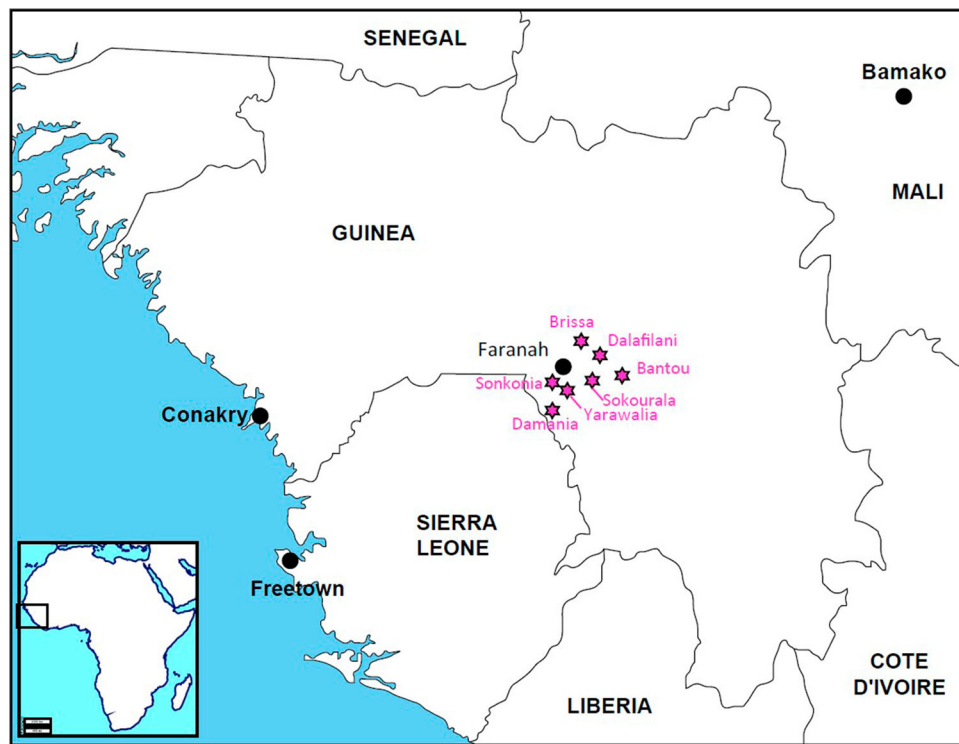 SENEGAL
Bamako
MALI
GUINEA
Brissa
Dalafilani
Faranah
Bantou
Sonkonia
Sokourala
Yarawalia
Damania
Conakry
SIERRA
LEONE
Freetown
COTE
D'IVOIRE
LIBERIA